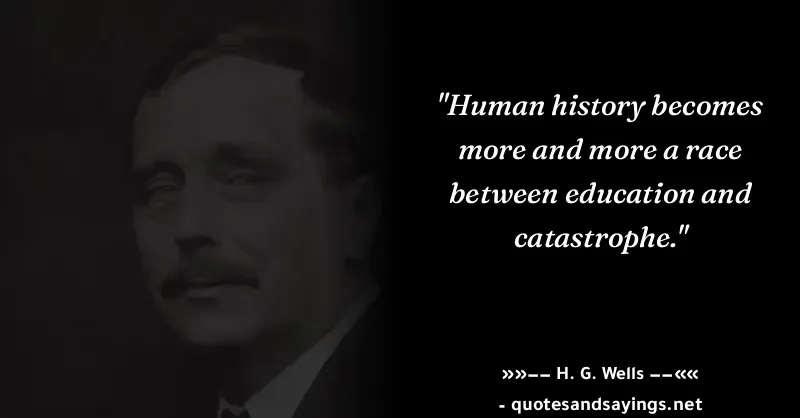 "Human history becomes
more and more a race
between education and
catastrophe."
»»−− H. G. Wells −−««
- quotesandsayings.net